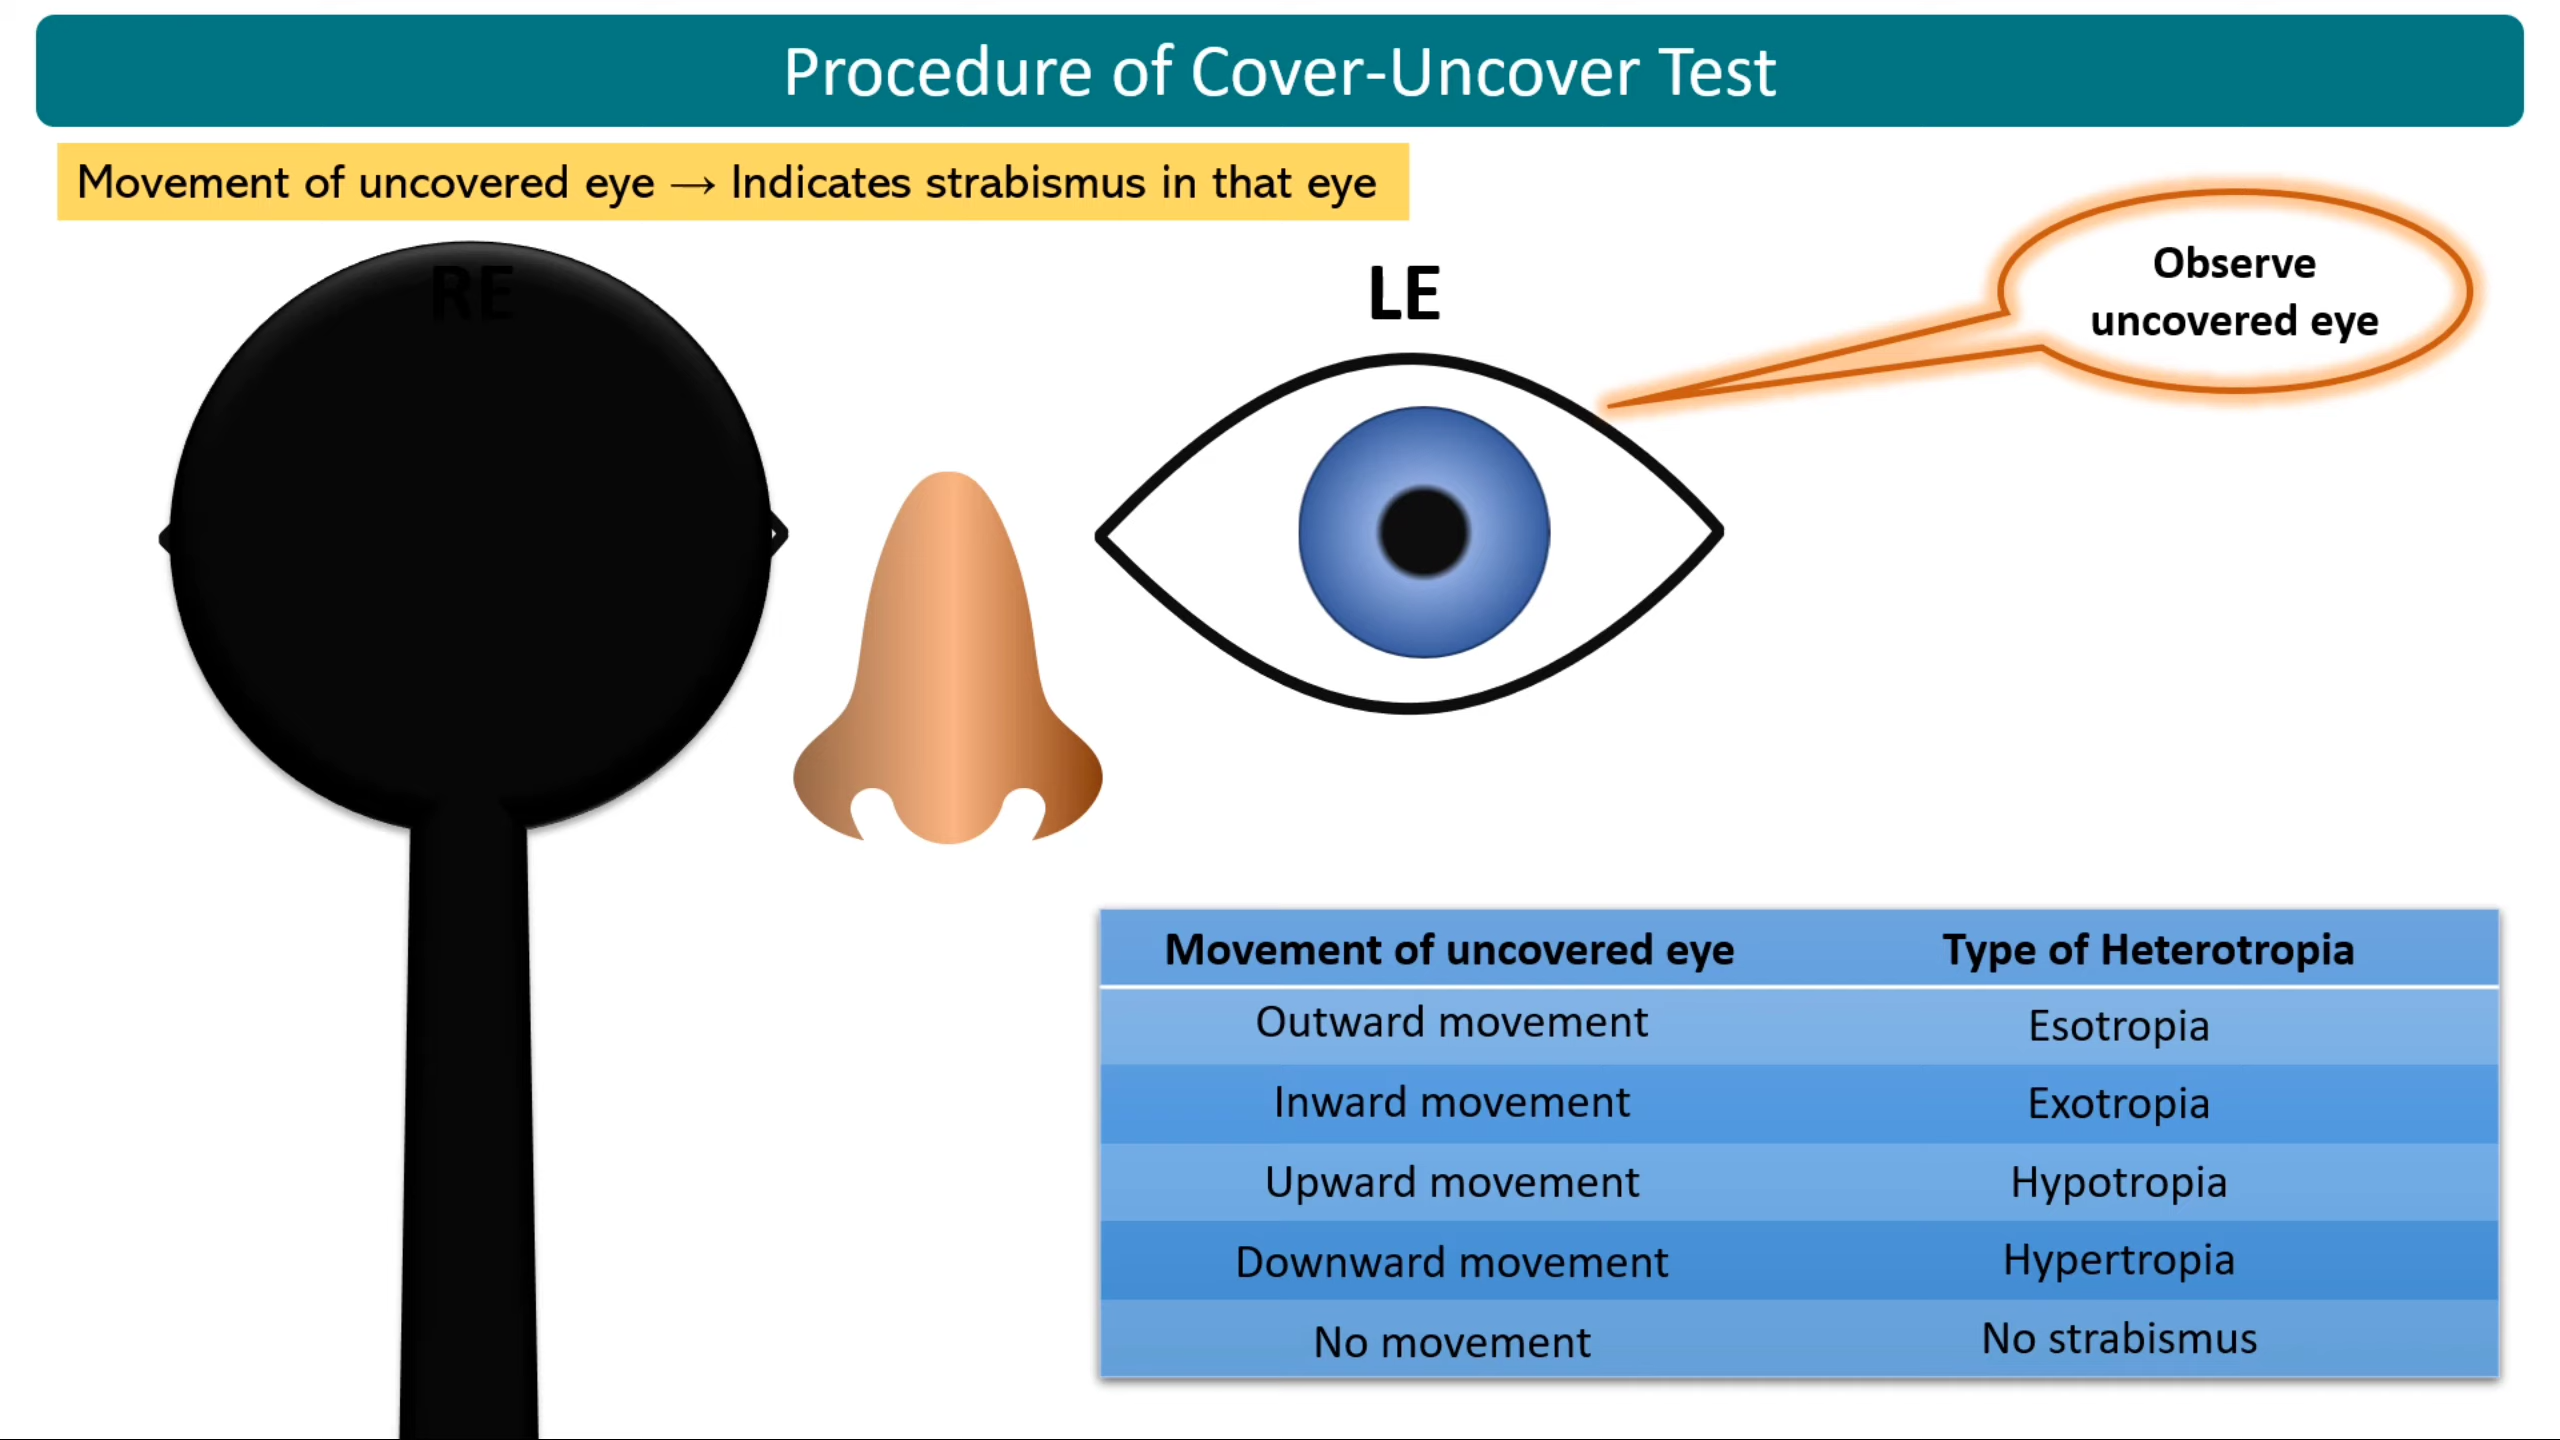 Procedure of Cover-Uncover Test
Movement of uncovered eye → Indicates strabismus in that eye
RE
LE
Observe
uncovered eye
Movement of uncovered eye Type of Heterotropia
Outward movement Esotropia
Inward movement Exotropia
Upward movement Hypotropia
Downward movement Hypertropia
No movement No strabismus